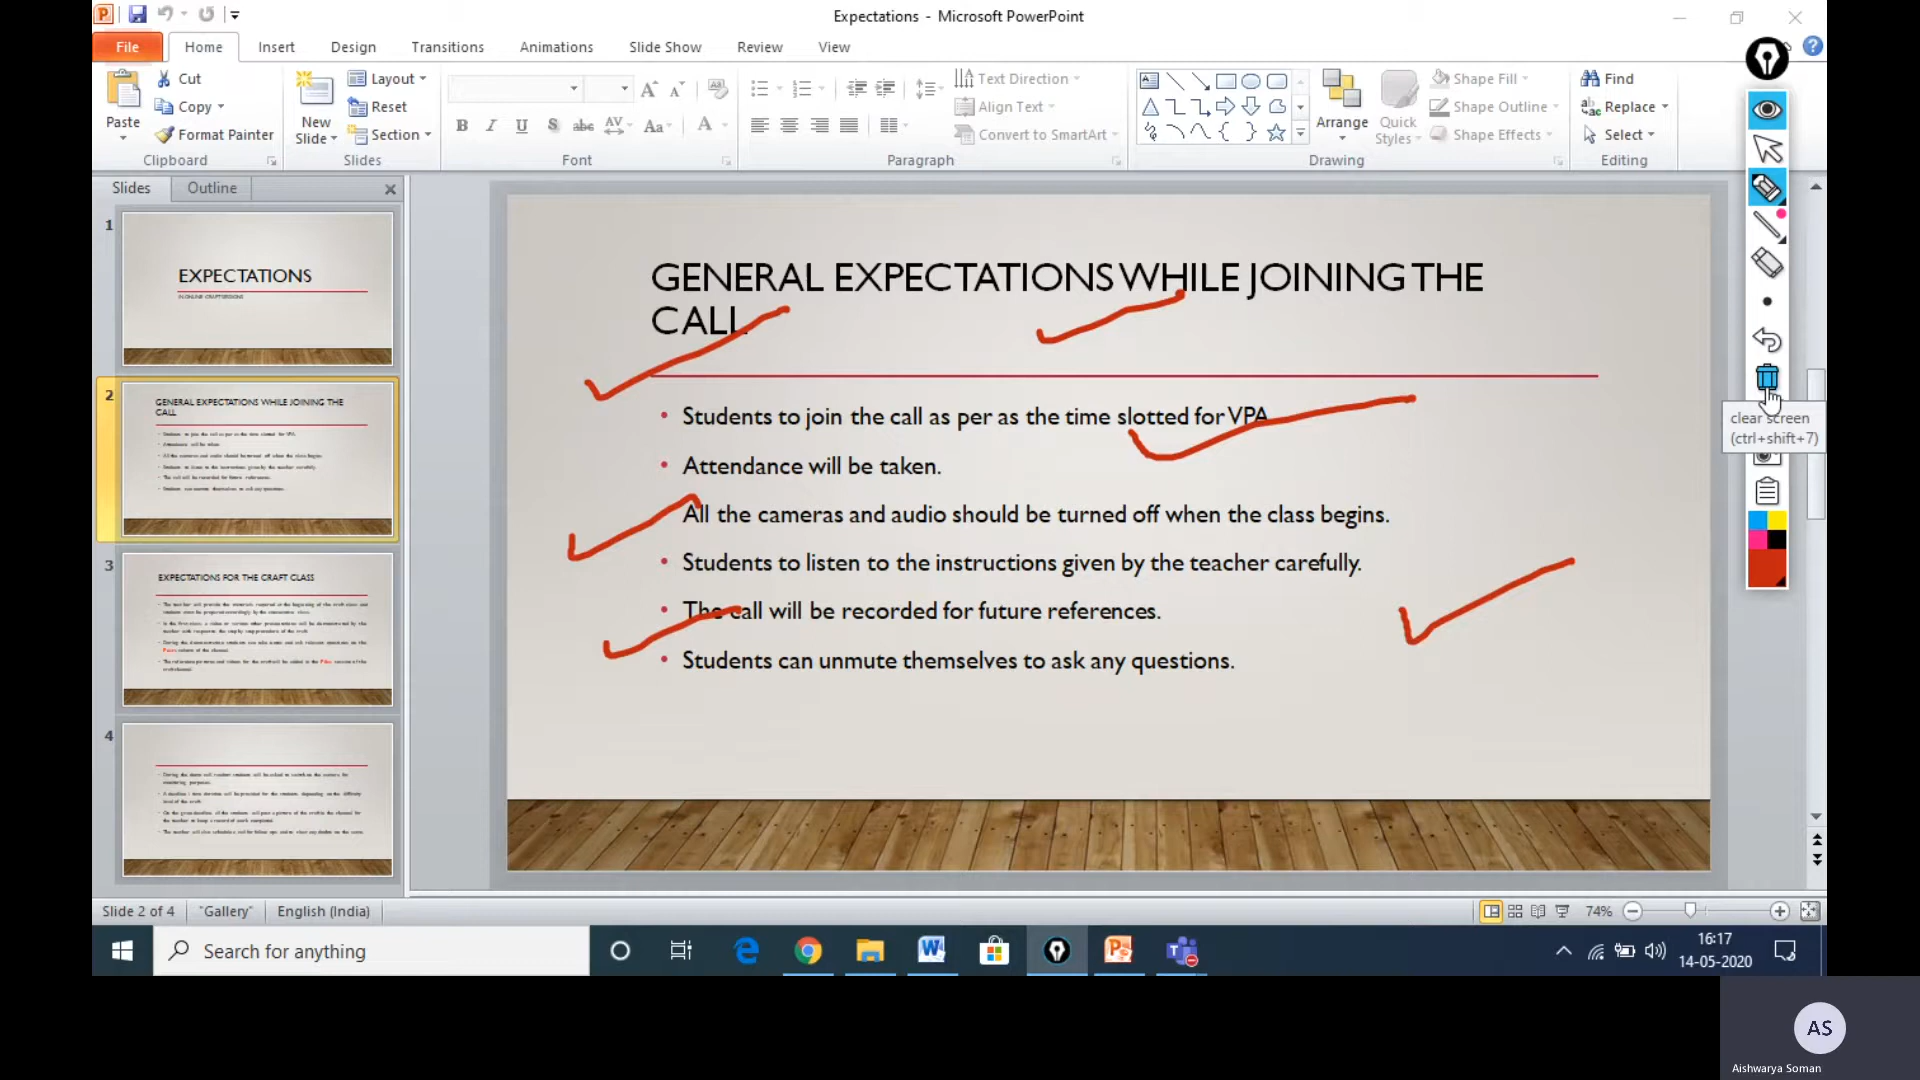 Expectations - Microsoft PowerPoint
File Home Insert Design Transitions Animations Slide Show Review View
Paste
Cut
Copy
Format Painter
Clipboard
New Slide
Layout
Reset
Section
Slides
B I U S abc AV Aa A
Font
Text Direction
Align Text
Convert to SmartArt
Paragraph
Arrange
Quick Styles
Shape Fill
Shape Outline
Shape Effects
Drawing
Find
Replace
Select
Editing
Slides Outline
1
EXPECTATIONS
2
GENERAL EXPECTATIONS WHILE JOINING THE
CALL
3
EXPECTATIONS FOR THE CRAFT CLASS
4
GENERAL EXPECTATIONS WHILE JOINING THE
CALL
• Students to join the call as per as the time slotted for VPA
• Attendance will be taken.
All the cameras and audio should be turned off when the class begins.
• Students to listen to the instructions given by the teacher carefully.
• The call will be recorded for future references.
• Students can unmute themselves to ask any questions.
clear screen
(ctrl+shift+7)
Slide 2 of 4 "Gallery" English (India) 74%
Search for anything
16:17
14-05-2020
AS
Aishwarya Soman